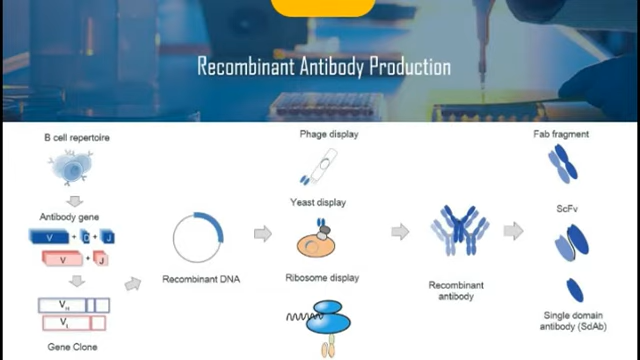 Recombinant Antibody Production
B cell repertoire
Antibody gene
V + D + J
V + J
VH
VL
Gene Clone
Recombinant DNA
Phage display
Yeast display
Ribosome display
Recombinant
antibody
Fab fragment
ScFv
Single domain
antibody (SdAb)